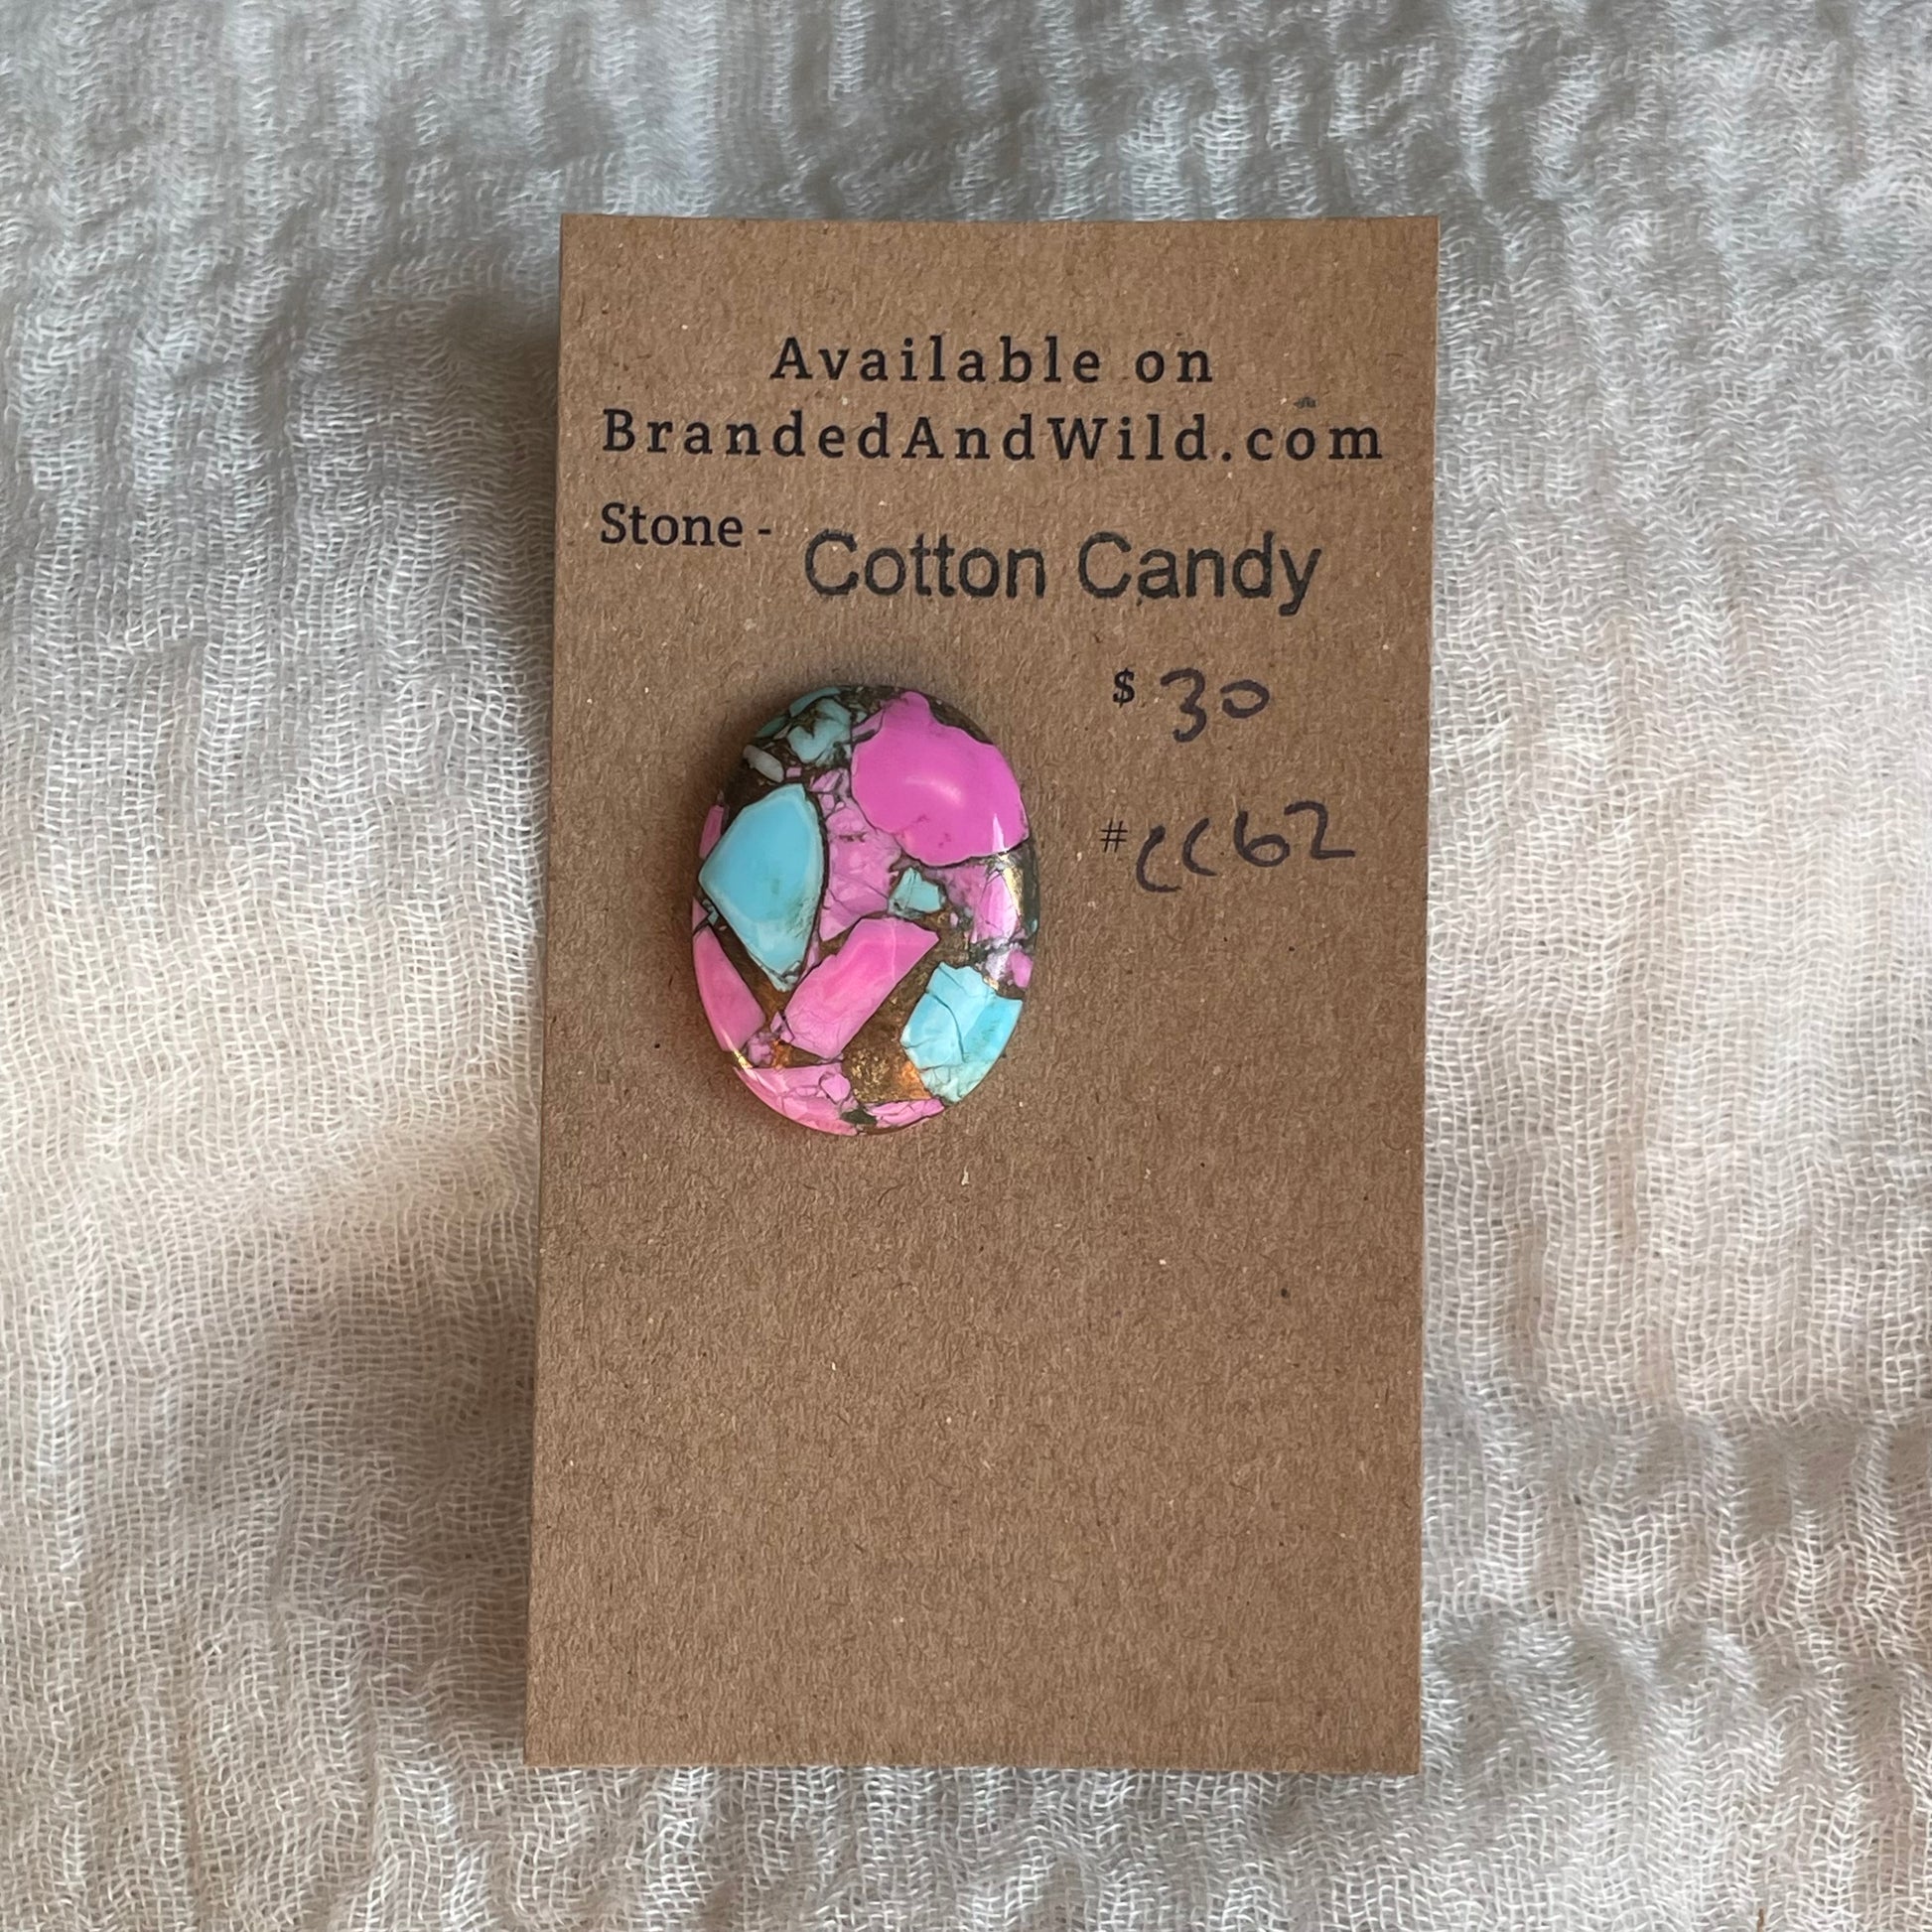 Available on
BrandedAndWild.com
Stone - Cotton Candy
$ 30
# CC62